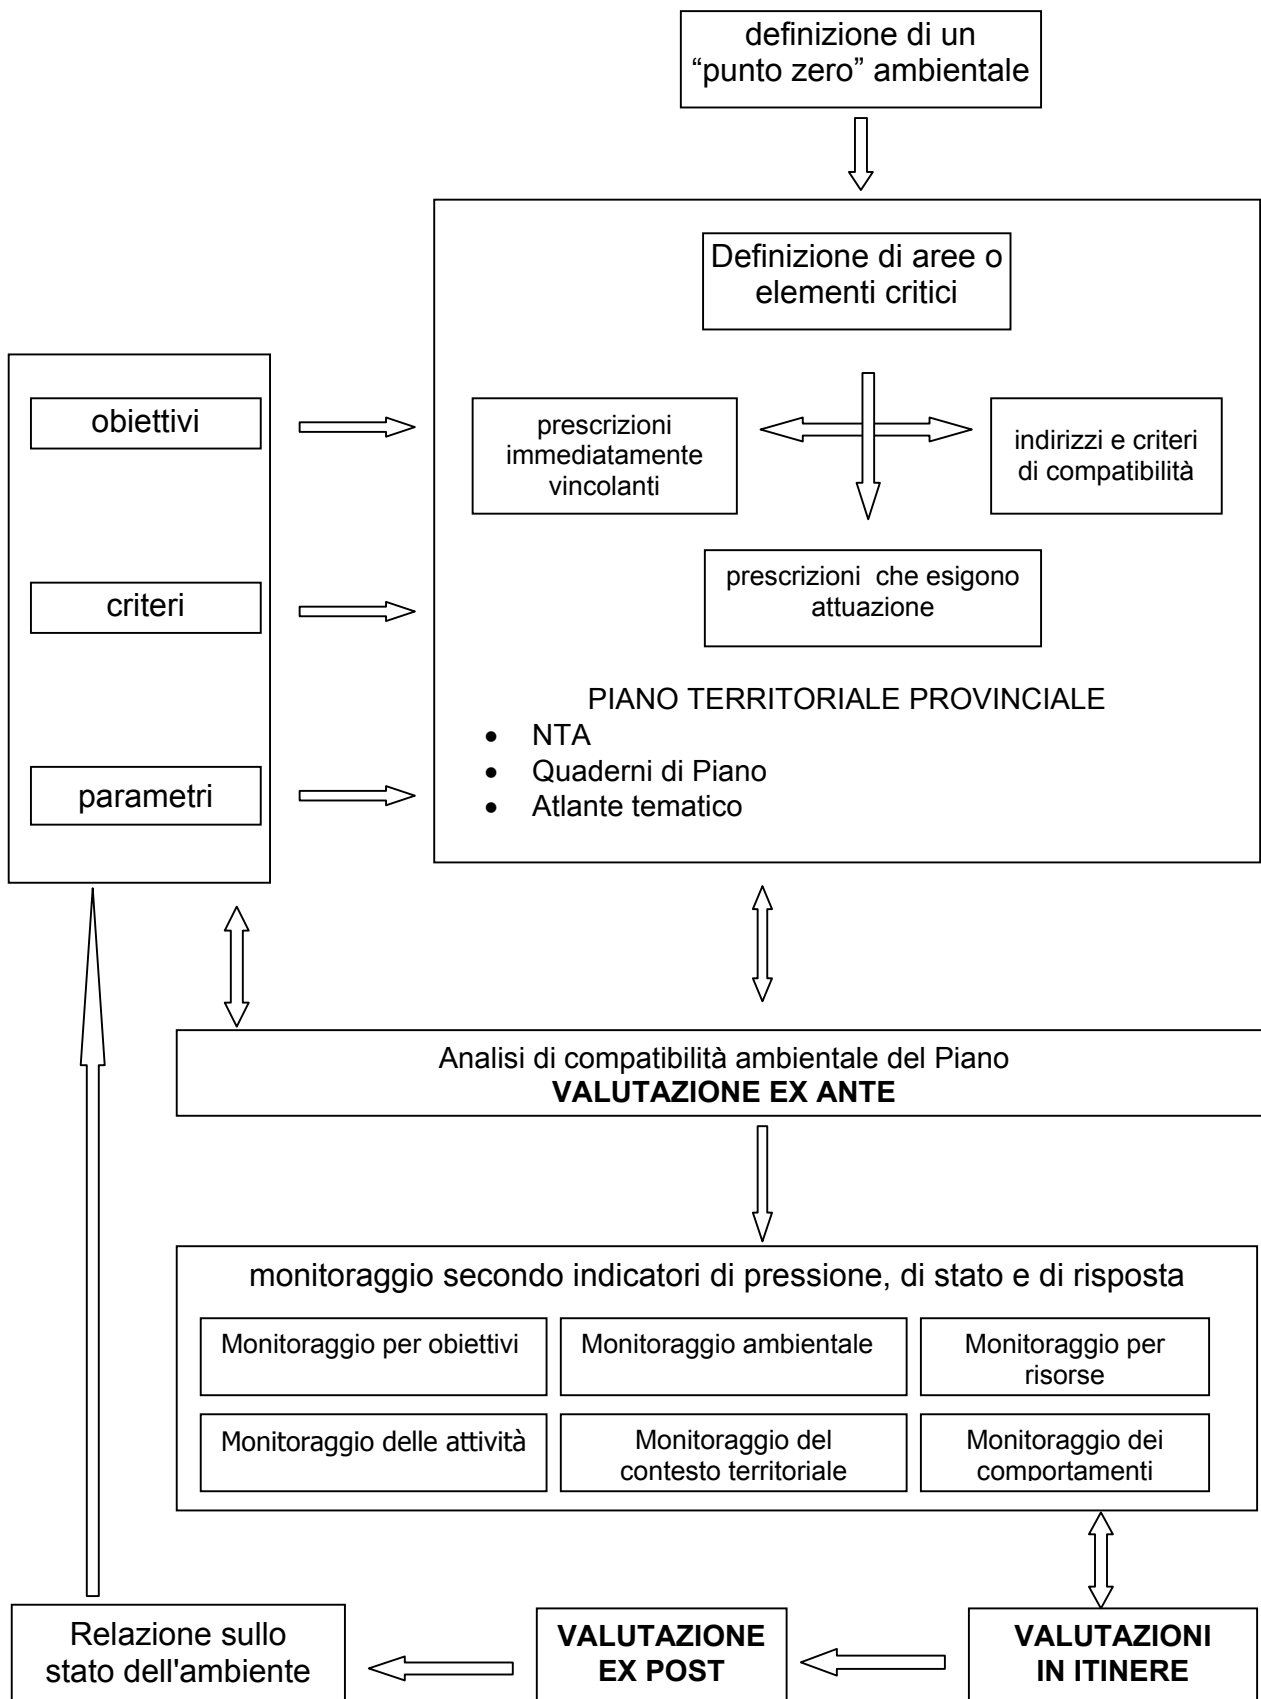 definizione di un
“punto zero” ambientale
Definizione di aree o
elementi critici
obiettivi
prescrizioni
immediatamente
vincolanti
indirizzi e criteri
di compatibilità
criteri
prescrizioni che esigono
attuazione
PIANO TERRITORIALE PROVINCIALE
• NTA
• Quaderni di Piano
• Atlante tematico
parametri
Analisi di compatibilità ambientale del Piano
VALUTAZIONE EX ANTE
monitoraggio secondo indicatori di pressione, di stato e di risposta
Monitoraggio per obiettivi
Monitoraggio ambientale
Monitoraggio per
risorse
Monitoraggio delle attività
Monitoraggio del
contesto territoriale
Monitoraggio dei
comportamenti
Relazione sullo
stato dell'ambiente
VALUTAZIONE
EX POST
VALUTAZIONI
IN ITINERE